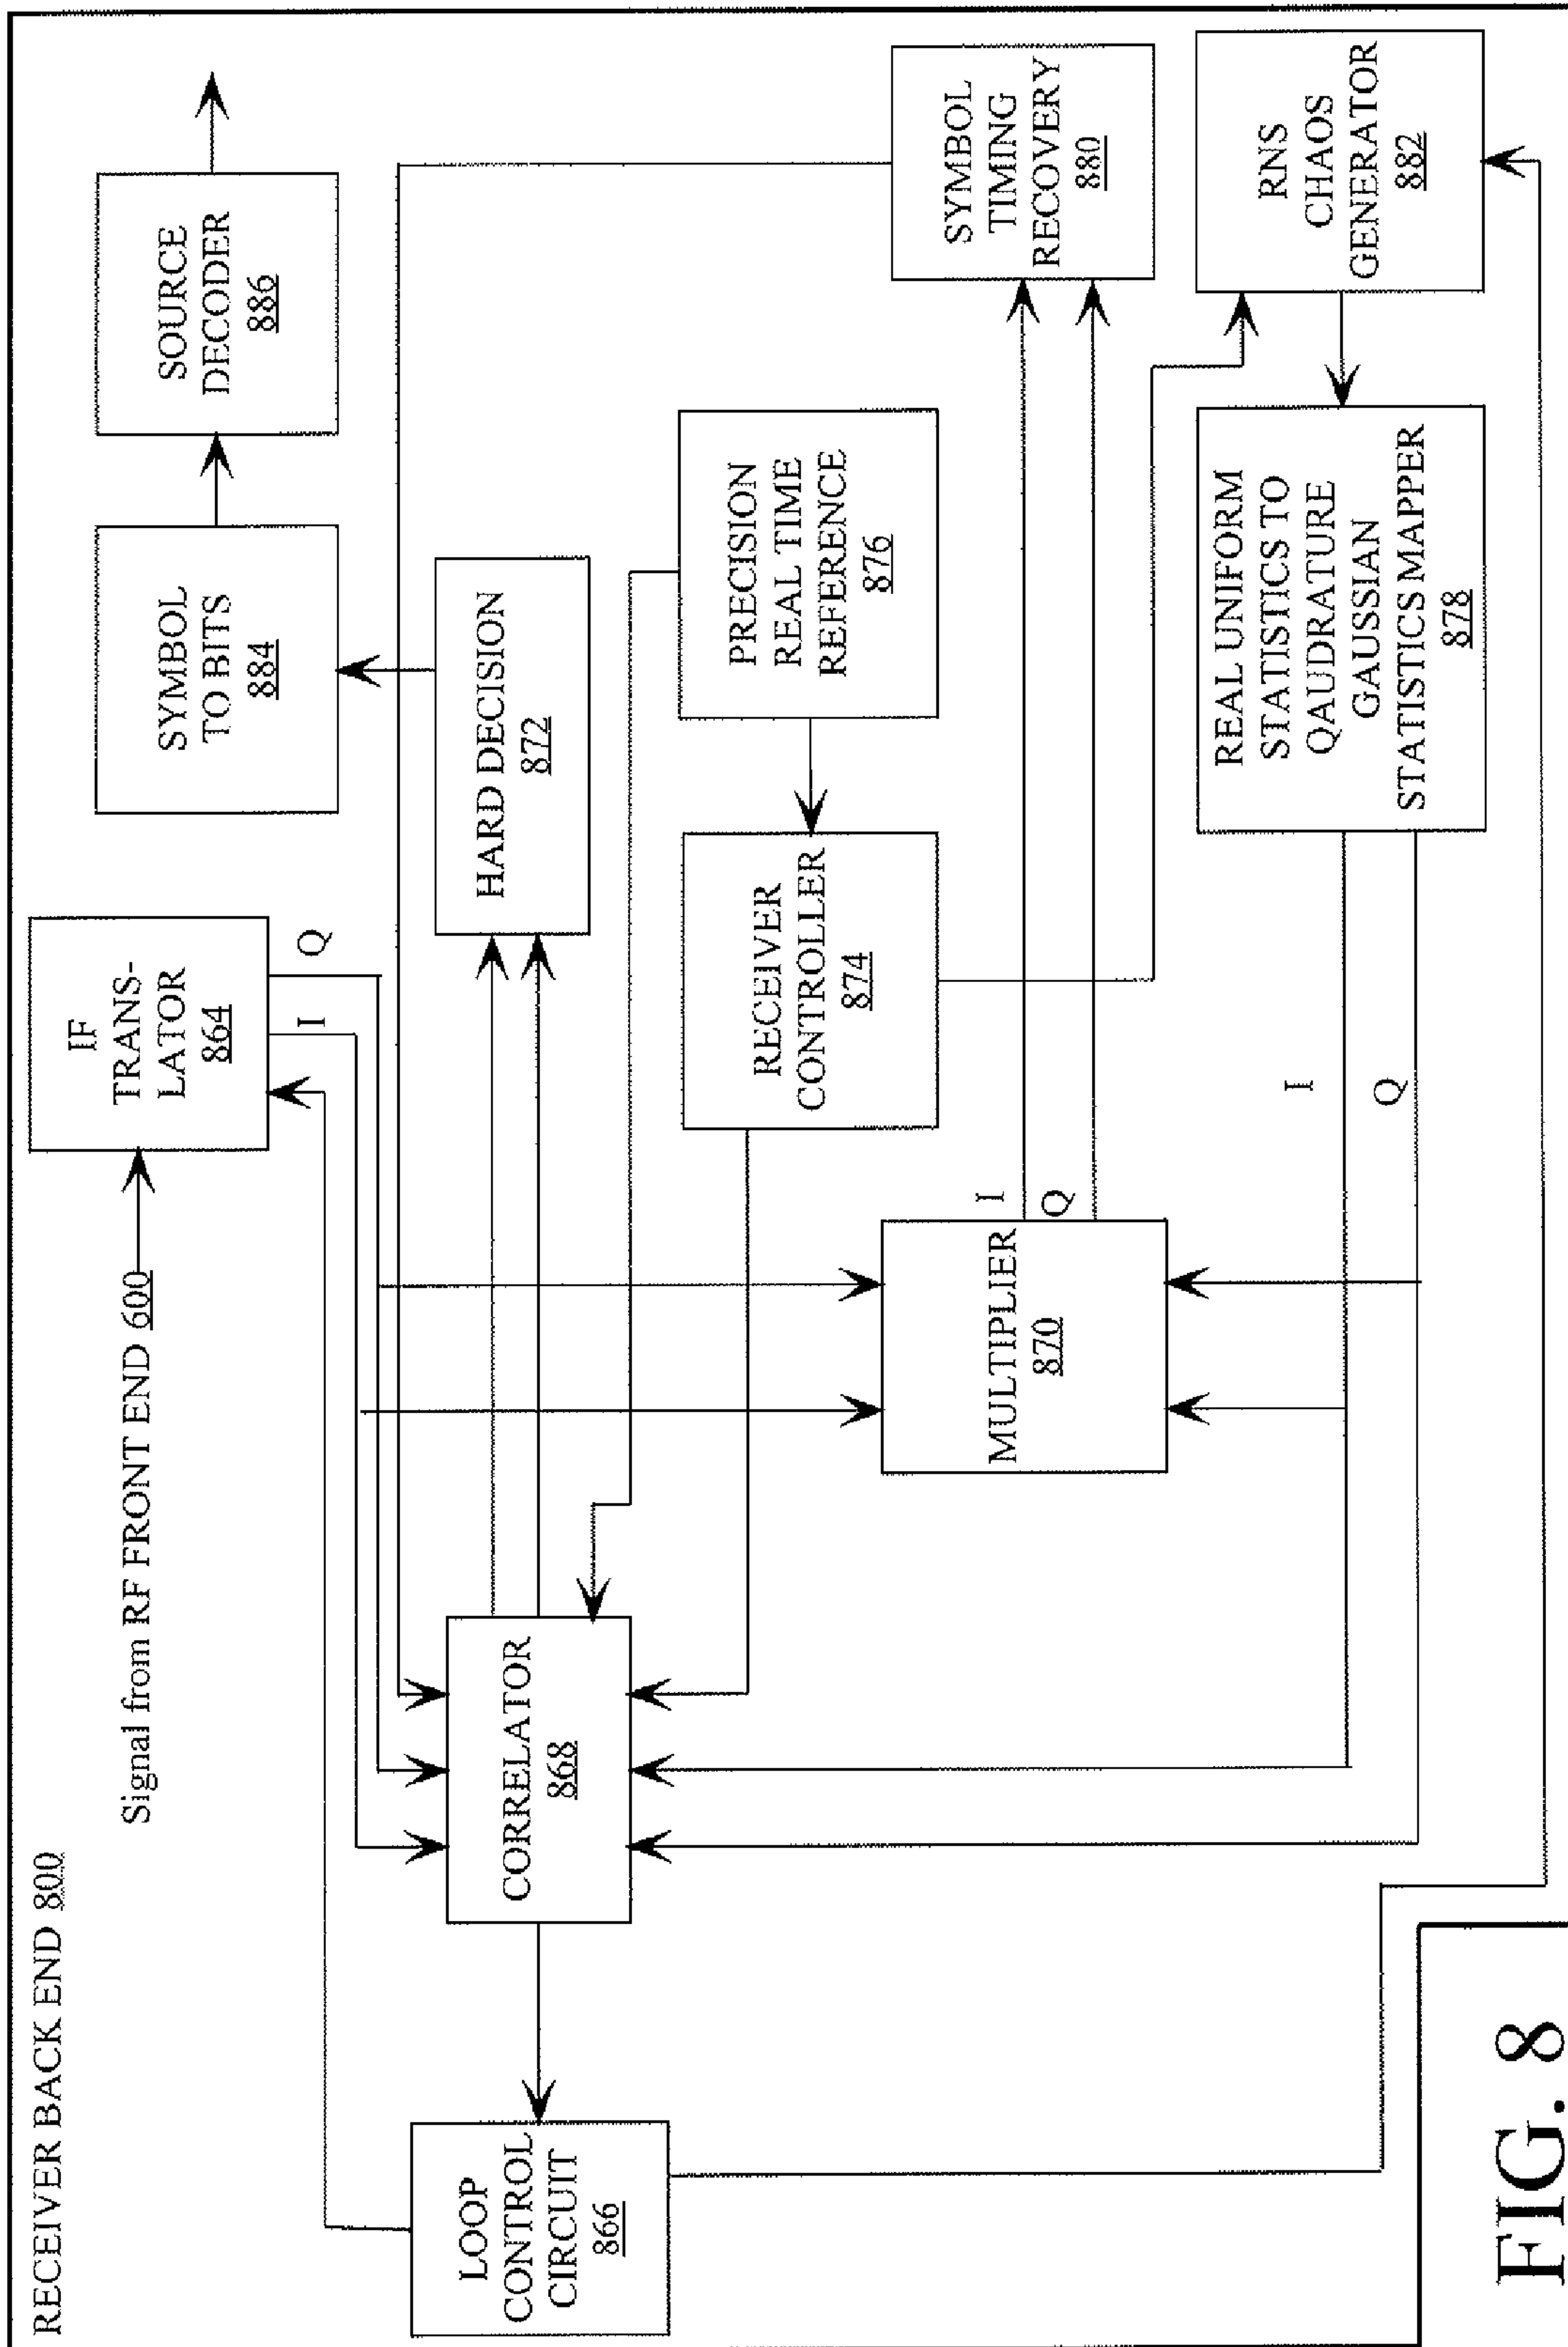 RECEIVER BACK END 800
Signal from RF FRONT END 600
IF
TRANS-
LATOR
864
I
Q
SYMBOL
TO BITS
884
SOURCE
DECODER
886
LOOP
CONTROL
CIRCUIT
866
CORRELATOR
868
HARD DECISION
872
RECEIVER
CONTROLLER
874
PRECISION
REAL TIME
REFERENCE
876
MULTIPLIER
870
I
Q
SYMBOL
TIMING
RECOVERY
880
I
Q
REAL UNIFORM
STATISTICS TO
QAUDRATURE
GAUSSIAN
STATISTICS MAPPER
878
RNS
CHAOS
GENERATOR
882
FIG. 8